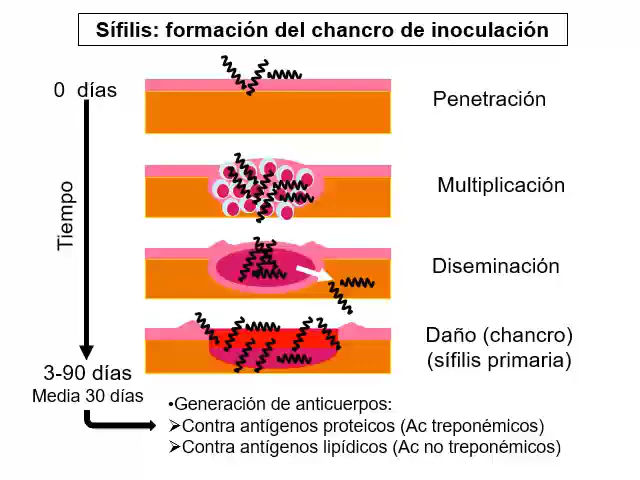 Sífilis: formación del chancro de inoculación
0 días
Penetración
Tiempo
Multiplicación
Diseminación
Daño (chancro)
(sífilis primaria)
3-90 días
Media 30 días
•Generación de anticuerpos:
➢Contra antígenos proteicos (Ac treponémicos)
➢Contra antígenos lipídicos (Ac no treponémicos)